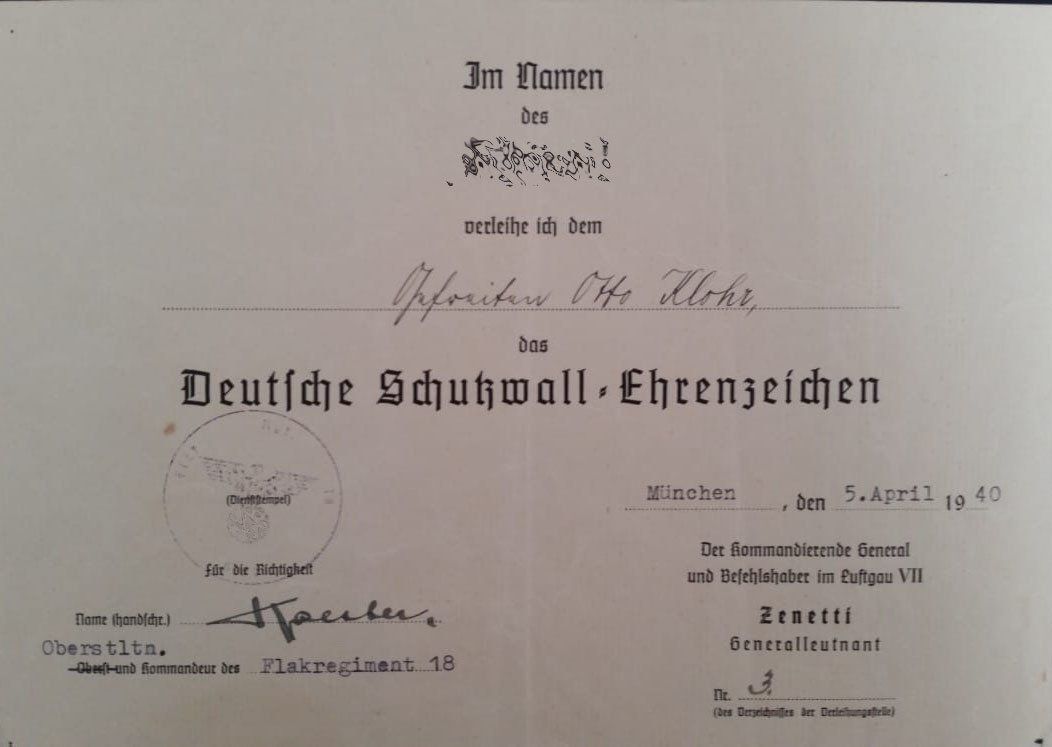 Im Namen
des
verleihe ich dem
Gefreiten Otto Klohr,
das
Deutsche Schutzwall-Ehrenzeichen
(Dienststempel)
für die Richtigkeit
Name (handschr.)
Oberstltn.
Oberst und Kommandeur des Flakregiment 18
München, den 5.April 1940
Der Kommandierende General
und Befehlshaber im Luftgau VII
Zenetti
Generalleutnant
Nr. 3.
(des Verzeichnisses der Verleihungsstelle)